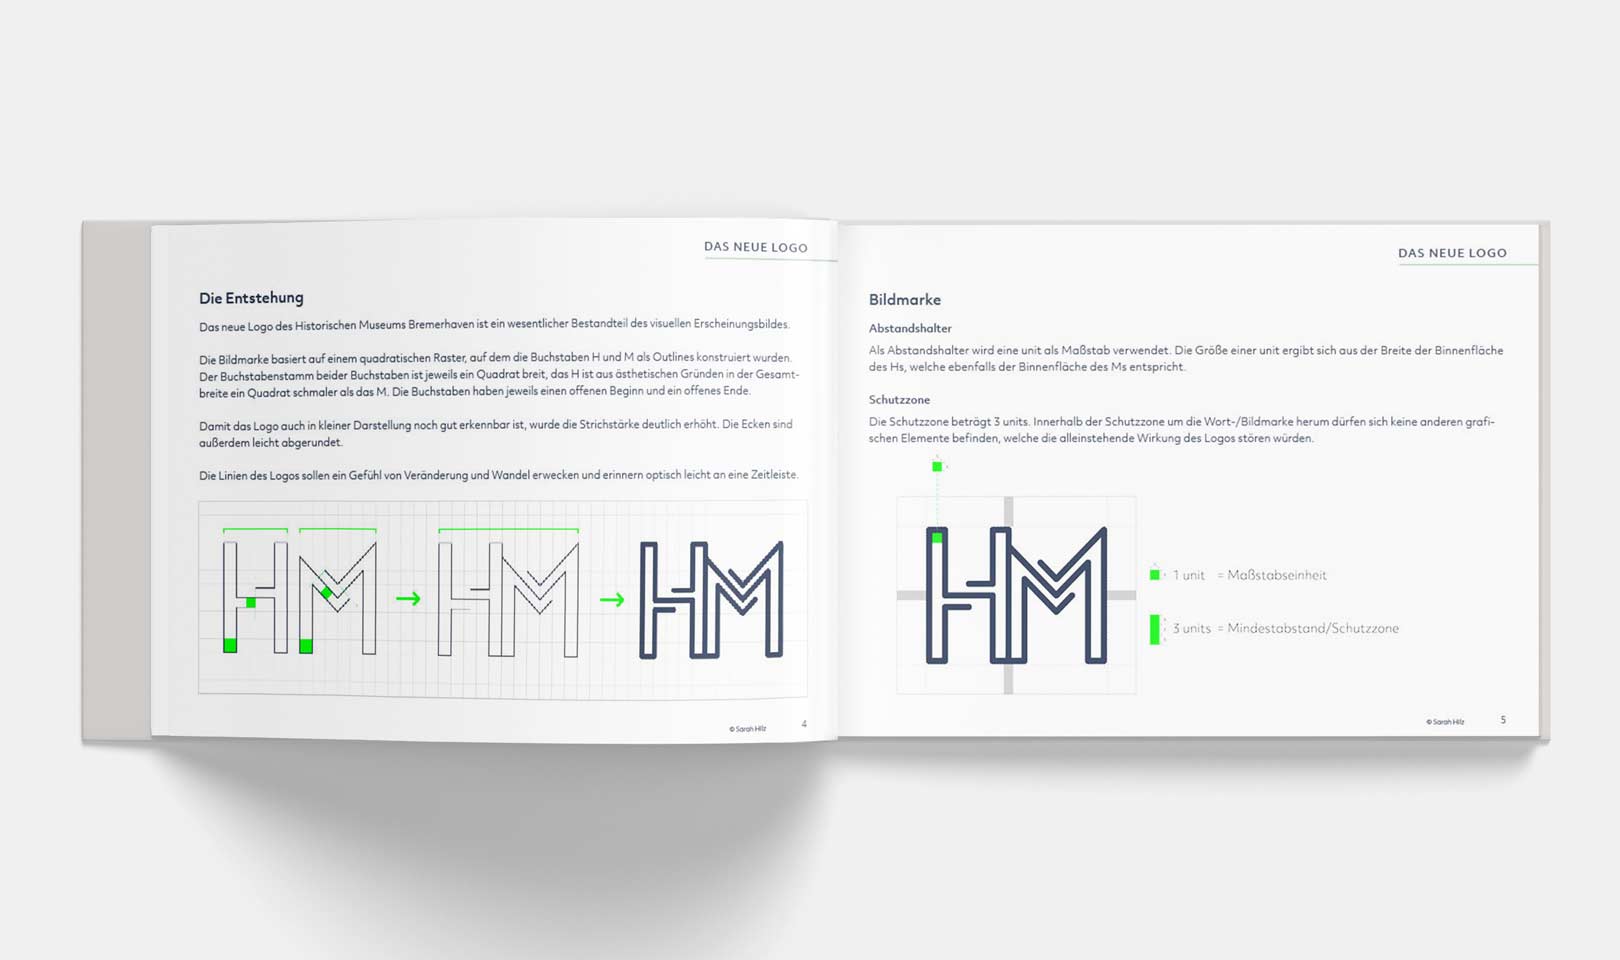 DAS NEUE LOGO
Die Entstehung
Das neue Logo des Historischen Museums Bremerhaven ist ein wesentlicher Bestandteil des visuellen Erscheinungsbildes.
Die Bildmarke basiert auf einem quadratischen Raster, auf dem die Buchstaben H und M als Outlines konstruiert wurden.
Der Buchstabenstamm beider Buchstaben ist jeweils ein Quadrat breit, das H ist aus ästhetischen Gründen in der Gesamt-
breite ein Quadrat schmaler als das M. Die Buchstaben haben jeweils einen offenen Beginn und ein offenes Ende.
Damit das Logo auch in kleiner Darstellung noch gut erkennbar ist, wurde die Strichstärke deutlich erhöht. Die Ecken sind
außerdem leicht abgerundet.
Die Linien des Logos sollen ein Gefühl von Veränderung und Wandel erwecken und erinnern optisch leicht an eine Zeitleiste.
HM HM HM
© Sarah Hilz 4
DAS NEUE LOGO
Bildmarke
Abstandshalter
Als Abstandshalter wird eine unit als Maßstab verwendet. Die Größe einer unit ergibt sich aus der Breite der Binnenfläche
des Hs, welche ebenfalls der Binnenfläche des Ms entspricht.
Schutzzone
Die Schutzzone beträgt 3 units. Innerhalb der Schutzzone um die Wort-/Bildmarke herum dürfen sich keine anderen grafi-
schen Elemente befinden, welche die alleinstehende Wirkung des Logos stören würden.
HM
1 unit = Maßstabseinheit
3 units = Mindestabstand/Schutzzone
© Sarah Hilz 5